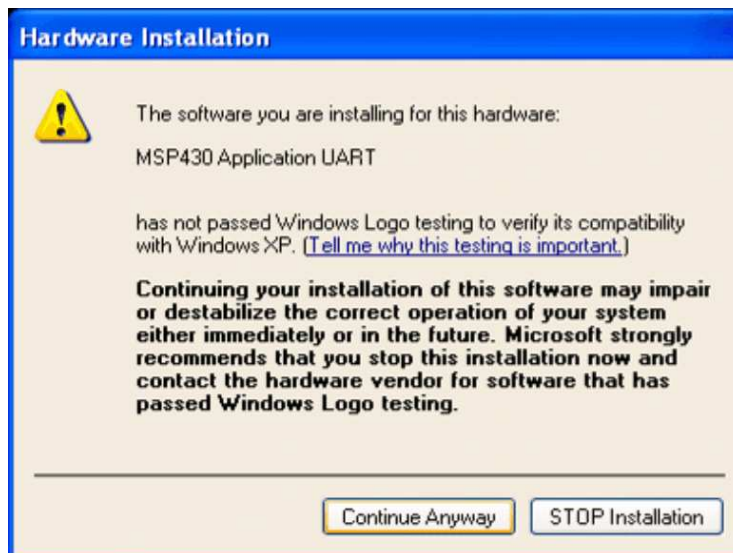 Hardware Installation
The software you are installing for this hardware:
MSP430 Application UART
has not passed Windows Logo testing to verify its compatibility
with Windows XP. (Tell me why this testing is important.)
Continuing your installation of this software may impair
or destabilize the correct operation of your system
either immediately or in the future. Microsoft strongly
recommends that you stop this installation now and
contact the hardware vendor for software that has
passed Windows Logo testing.
Continue Anyway
STOP Installation